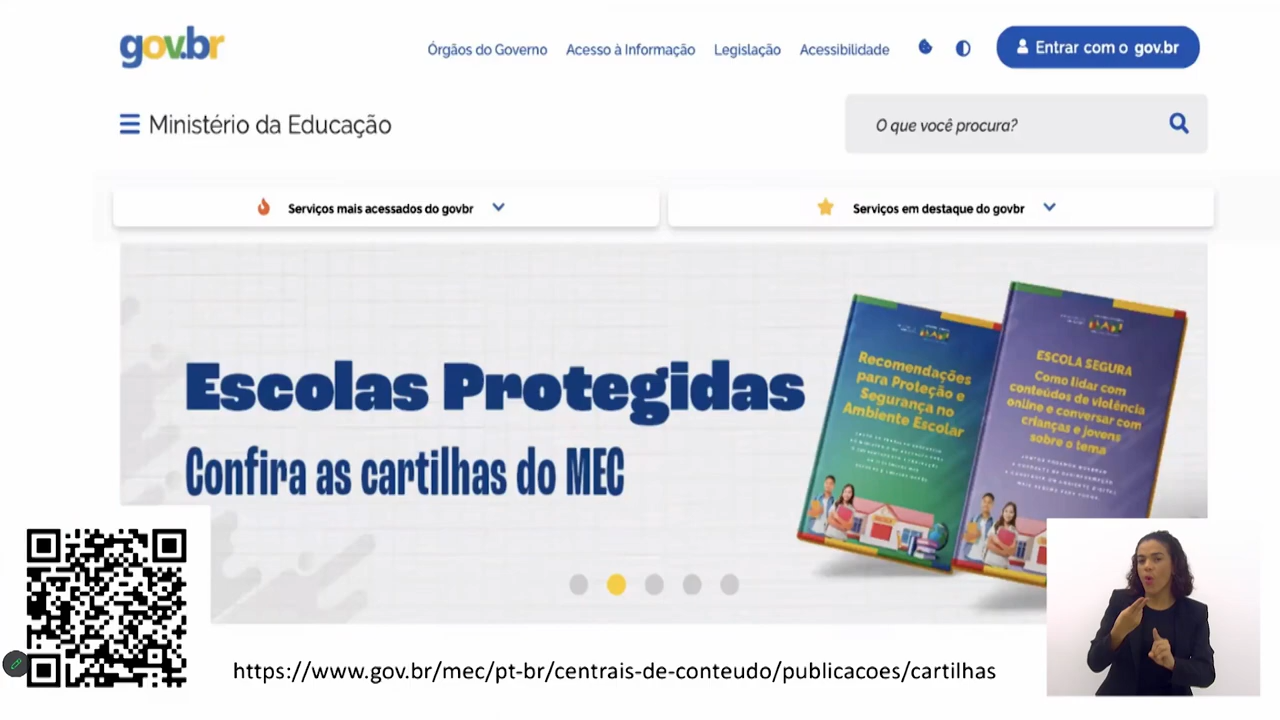 gov.br
Órgãos do Governo Acesso à Informação Legislação Acessibilidade
Entrar com o gov.br
Ministério da Educação
O que você procura?
Serviços mais acessados do govbr
Serviços em destaque do govbr
Escolas Protegidas
Confira as cartilhas do MEC
Recomendações
para Proteção e
Segurança no
Ambiente Escolar
ESCOLA SEGURA
Como lidar com
conteúdos de violência
online e conversar com
crianças e jovens
sobre o tema
https://www.gov.br/mec/pt-br/centrais-de-conteudo/publicacoes/cartilhas